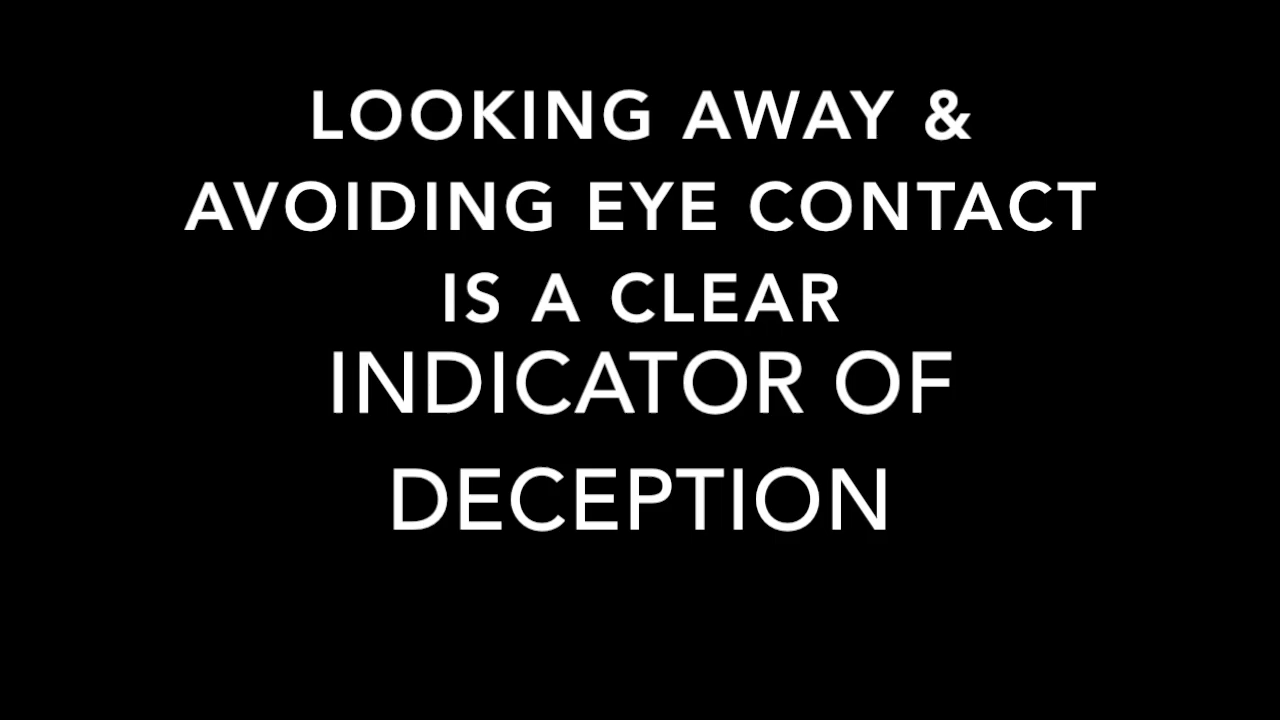 LOOKING AWAY &
AVOIDING EYE CONTACT
IS A CLEAR
INDICATOR OF
DECEPTION